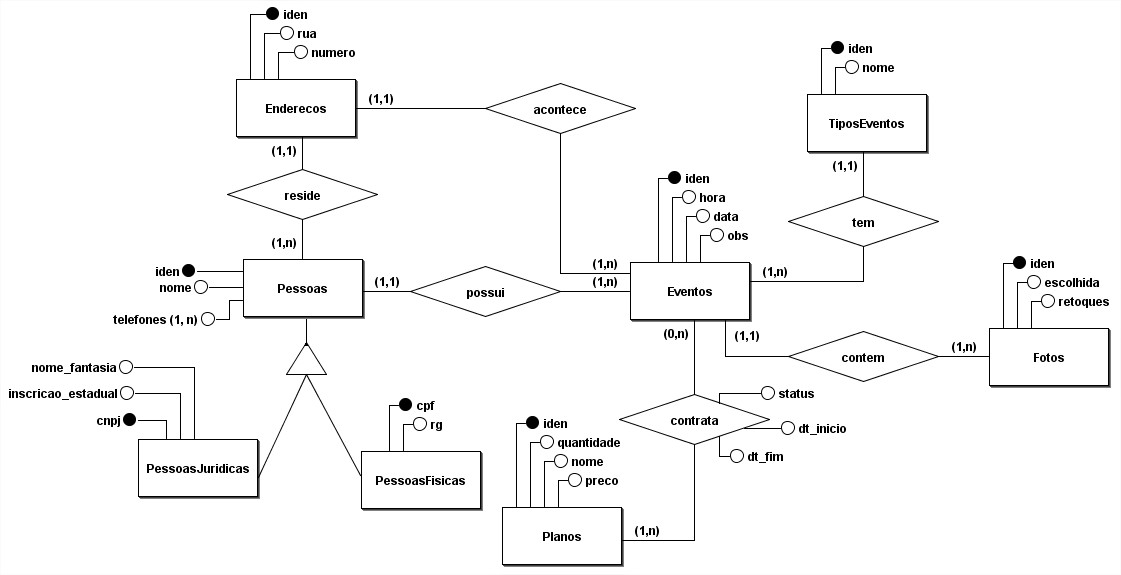 iden
rua
numero
Enderecos
(1,1)
acontece
iden
nome
TiposEventos
(1,1)
(1,1)
reside
(1,n)
iden
hora
data
obs
tem
iden
nome
telefones (1, n)
Pessoas
(1,1)
possui
(1,n)
(1,n)
Eventos
(1,n)
(0,n)
(1,1)
contem
(1,n)
iden
escolhida
retoques
Fotos
nome_fantasia
inscricao_estadual
cnpj
PessoasJuridicas
cpf
rg
PessoasFisicas
contrata
status
dt_inicio
dt_fim
iden
quantidade
nome
preco
Planos
(1,n)